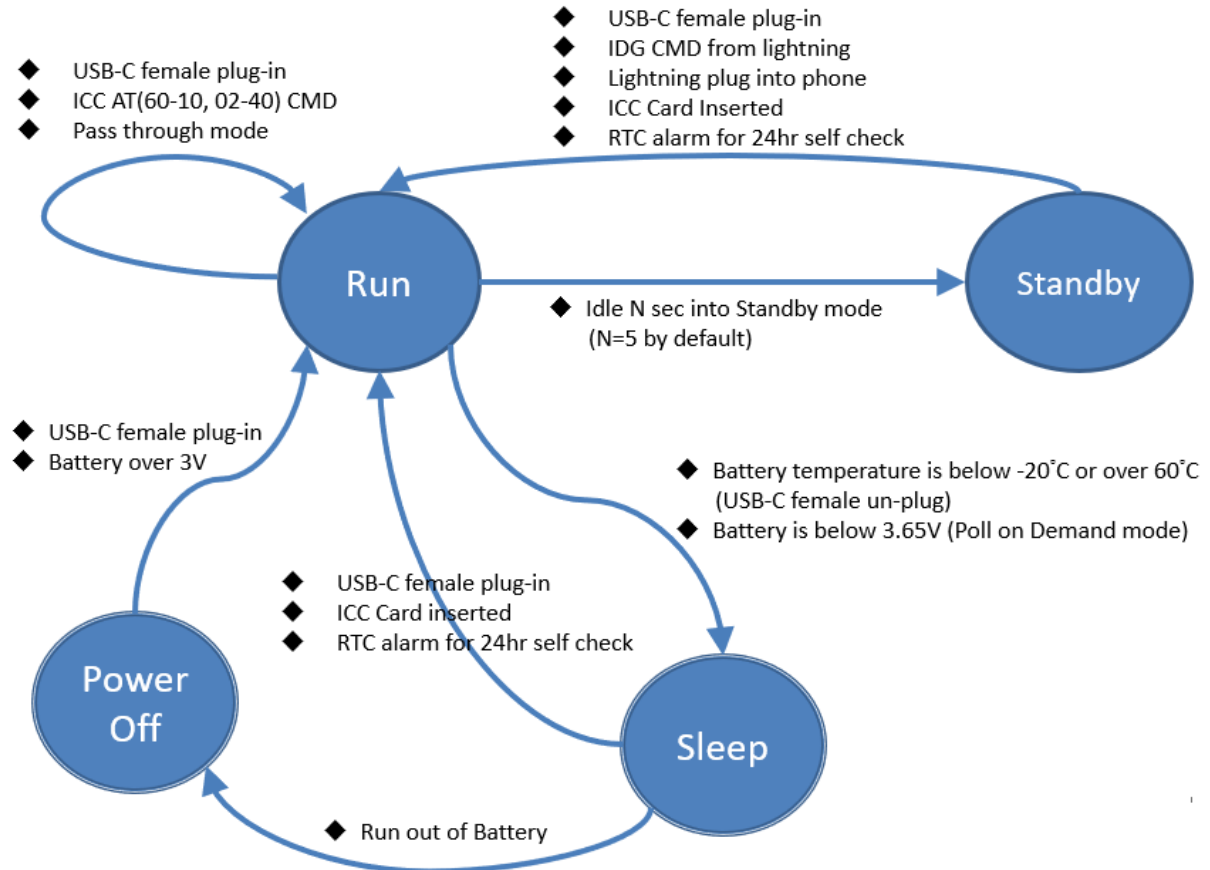 ◆ USB-C female plug-in
◆ IDG CMD from lightning
◆ Lightning plug into phone
◆ ICC Card Inserted
◆ RTC alarm for 24hr self check
◆ USB-C female plug-in
◆ ICC AT(60-10, 02-40) CMD
◆ Pass through mode
Run
Standby
◆ Idle N sec into Standby mode
(N=5 by default)
◆ USB-C female plug-in
◆ Battery over 3V
◆ Battery temperature is below -20°C or over 60°C
(USB-C female un-plug)
◆ Battery is below 3.65V (Poll on Demand mode)
◆ USB-C female plug-in
◆ ICC Card inserted
◆ RTC alarm for 24hr self check
Power
Off
Sleep
◆ Run out of Battery